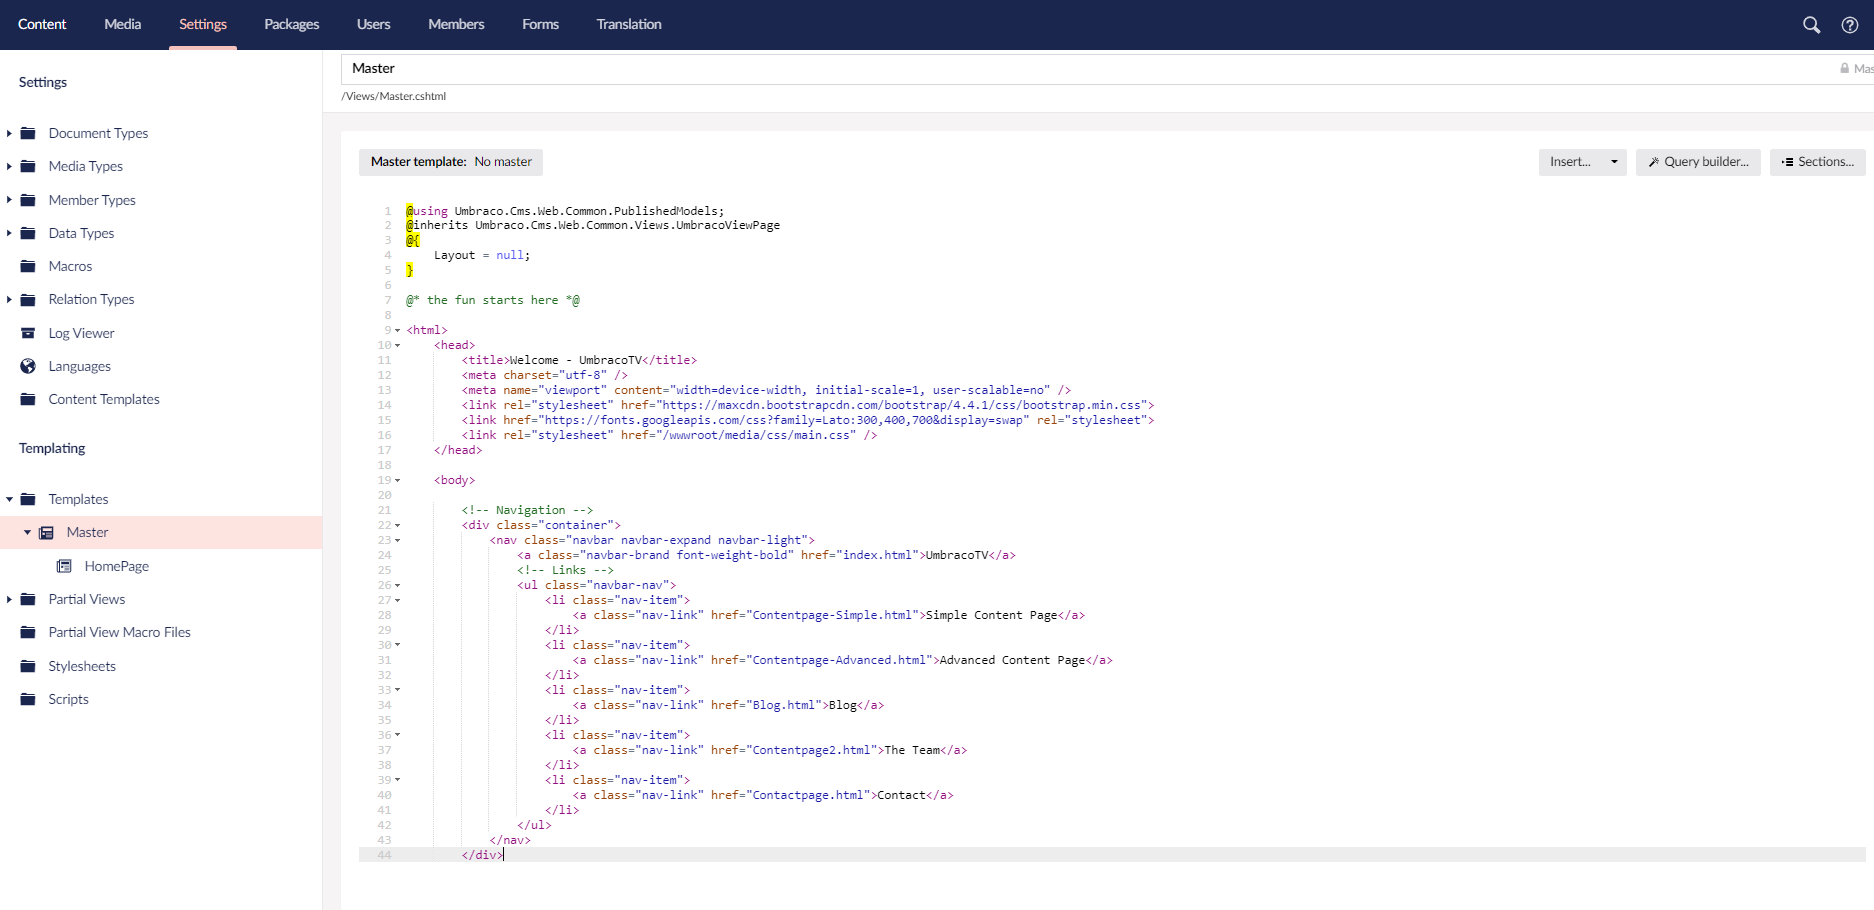 Content Media Settings Packages Users Members Forms Translation
Settings
Document Types
Media Types
Member Types
Data Types
Macros
Relation Types
Log Viewer
Languages
Content Templates
Templating
Templates
Master
HomePage
Partial Views
Partial View Macro Files
Stylesheets
Scripts
Master
Mas
/Views/Master.cshtml
Master template: No master
Insert... Query builder... Sections...
1 @using Umbraco.Cms.Web.Common.PublishedModels;
2 @inherits Umbraco.Cms.Web.Common.Views.UmbracoViewPage
3 @{
4 Layout = null;
5 }
6
7 @* the fun starts here *@
8
9 <html>
10 <head>
11 <title>Welcome - UmbracoTV</title>
12 <meta charset="utf-8" />
13 <meta name="viewport" content="width=device-width, initial-scale=1, user-scalable=no" />
14 <link rel="stylesheet" href="https://maxcdn.bootstrapcdn.com/bootstrap/4.4.1/css/bootstrap.min.css">
15 <link href="https://fonts.googleapis.com/css?family=Lato:300,400,700&display=swap" rel="stylesheet">
16 <link rel="stylesheet" href="/wwwroot/media/css/main.css" />
17 </head>
18
19 <body>
20
21 <!-- Navigation -->
22 <div class="container">
23 <nav class="navbar navbar-expand navbar-light">
24 <a class="navbar-brand font-weight-bold" href="index.html">UmbracoTV</a>
25 <!-- Links -->
26 <ul class="navbar-nav">
27 <li class="nav-item">
28 <a class="nav-link" href="Contentpage-Simple.html">Simple Content Page</a>
29 </li>
30 <li class="nav-item">
31 <a class="nav-link" href="Contentpage-Advanced.html">Advanced Content Page</a>
32 </li>
33 <li class="nav-item">
34 <a class="nav-link" href="Blog.html">Blog</a>
35 </li>
36 <li class="nav-item">
37 <a class="nav-link" href="Contentpage2.html">The Team</a>
38 </li>
39 <li class="nav-item">
40 <a class="nav-link" href="Contactpage.html">Contact</a>
41 </li>
42 </ul>
43 </nav>
44 </div>